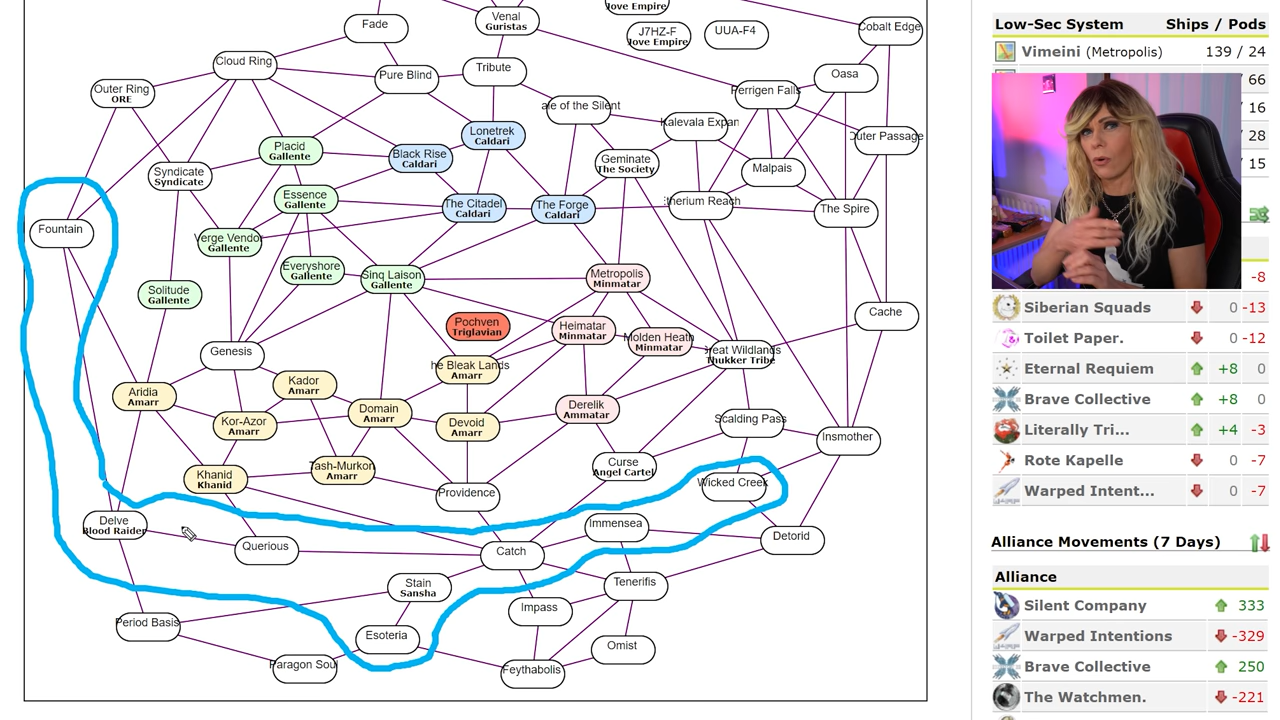 Jove Empire
Venal
Guristas
Fade
Cobalt Edge
J7HZ-F
Jove Empire
UUA-F4
Cloud Ring
Pure Blind
Tribute
Oasa
Outer Ring
ORE
Perrigen Falls
ale of the Silent
Kalevala Expan
Outer Passage
Lonetrek
Caldari
Placid
Gallente
Black Rise
Caldari
Geminate
The Society
Malpais
Syndicate
Syndicate
Essence
Gallente
The Citadel
Caldari
The Forge
Caldari
therium Reach
The Spire
Fountain
Verge Vendor
Gallente
Everyshore
Gallente
Sinq Laison
Gallente
Metropolis
Minmatar
Solitude
Gallente
Cache
Pochven
Triglavian
Heimatar
Minmatar
Molden Heath
Minmatar
Genesis
reat Wildlands
Thukker Tribe
he Bleak Lands
Amarr
Kador
Amarr
Aridia
Amarr
Domain
Amarr
Derelik
Ammatar
Kor-Azor
Amarr
Devoid
Amarr
Scalding Pass
Insmother
Khanid
Khanid
Tash-Murkon
Amarr
Curse
Angel Cartel
Wicked Creek
Providence
Delve
Blood Raider
Immensea
Detorid
Querious
Catch
Stain
Sansha
Tenerifis
Impass
Period Basis
Esoteria
Omist
Paragon Soul
Feythabolis
Low-Sec System Ships / Pods
Vimeini (Metropolis) 139 / 24
/ 66
/ 16
/ 28
/ 15
-8
Siberian Squads 0 -13
Toilet Paper. 0 -12
Eternal Requiem +8 0
Brave Collective +8 0
Literally Tri... +4 -3
Rote Kapelle 0 -7
Warped Intent... 0 -7
Alliance Movements (7 Days)
Alliance
Silent Company 333
Warped Intentions -329
Brave Collective 250
The Watchmen. -221